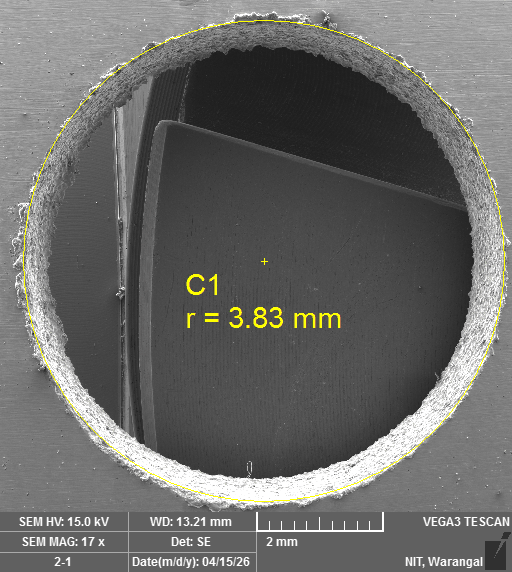 C1
r = 3.83 mm
SEM HV: 15.0 kV
WD: 13.21 mm
VEGA3 TESCAN
SEM MAG: 17 x
Det: SE
2 mm
2-1
Date(m/d/y): 04/15/26
NIT, Warangal